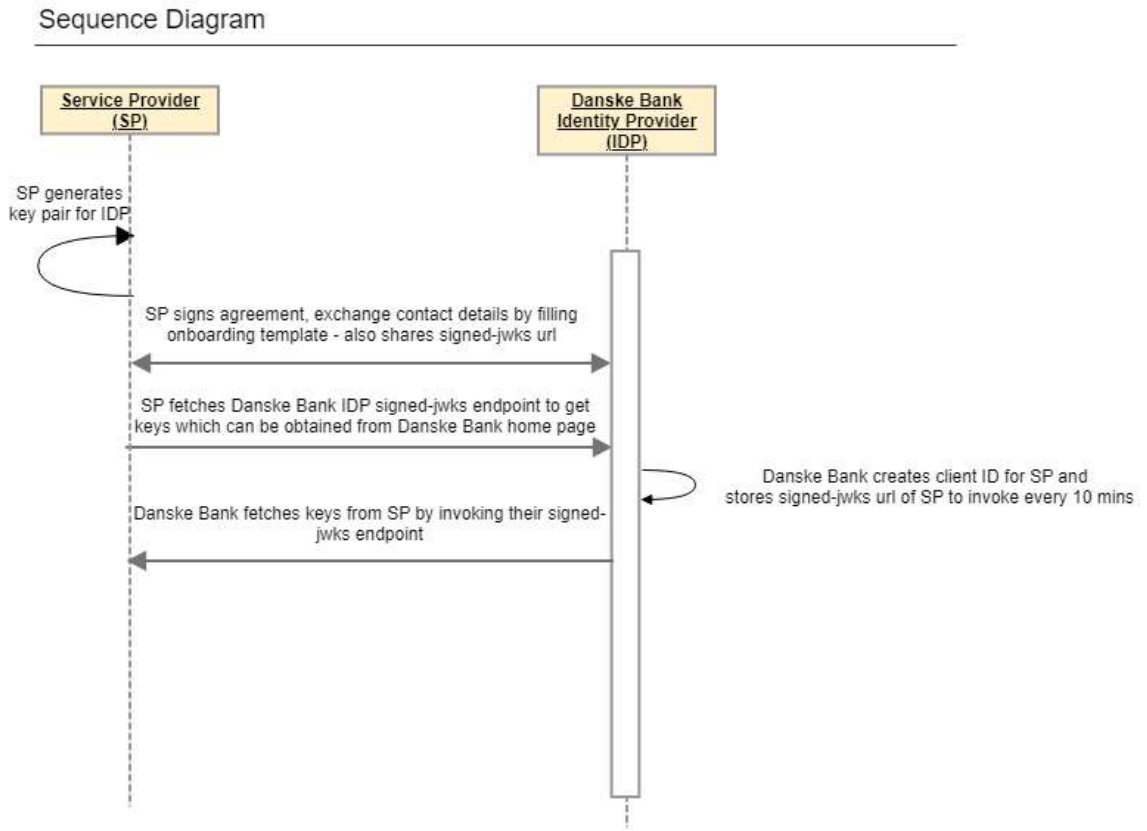 Sequence Diagram
Service Provider
(SP)
Danske Bank
Identity Provider
(IDP)
SP generates
key pair for IDP
SP signs agreement, exchange contact details by filling
onboarding template - also shares signed-jwks url
SP fetches Danske Bank IDP signed-jwks endpoint to get
keys which can be obtained from Danske Bank home page
Danske Bank creates client ID for SP and
stores signed-jwks url of SP to invoke every 10 mins
Danske Bank fetches keys from SP by invoking their signed-
jwks endpoint